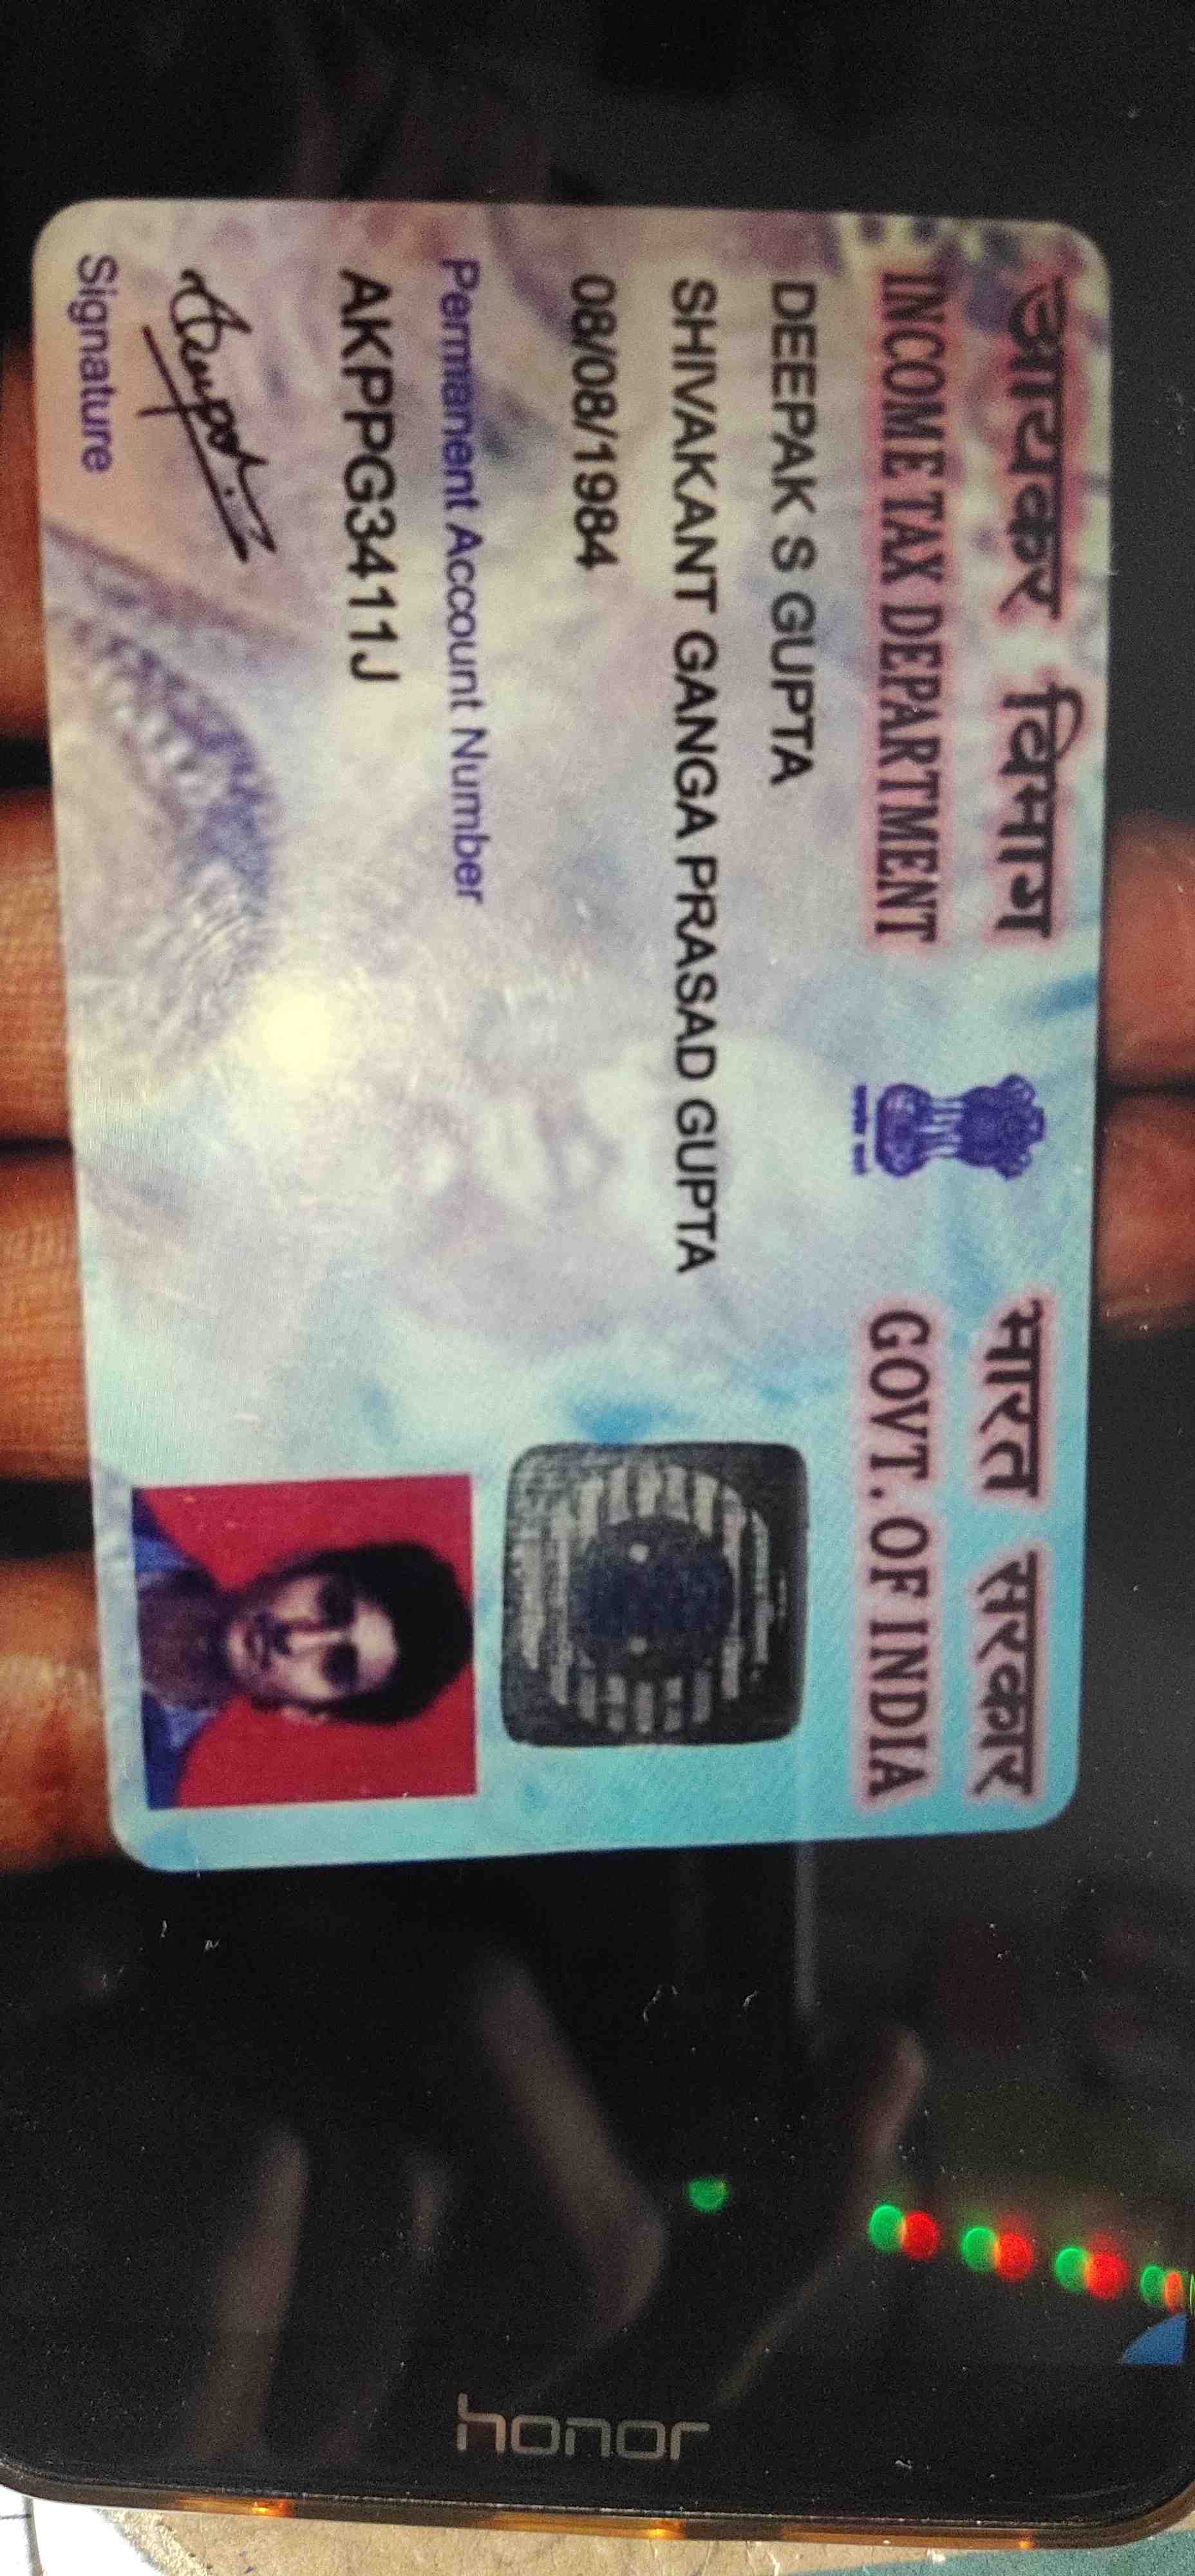 आयकर विभाग
INCOME TAX DEPARTMENT
भारत सरकार
GOVT. OF INDIA
DEEPAK S GUPTA
SHIVAKANT GANGA PRASAD GUPTA
08/08/1984
Permanent Account Number
AKPPG3411J
Signature
honor